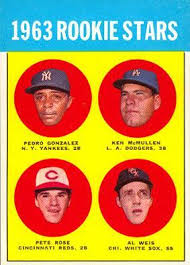 1963 ROOKIE STARS
PEDRO GONZALEZ
N. Y. YANKEES, 2B
KEN McMULLEN
L. A. DODGERS, 3B
PETE ROSE
CINCINNATI REDS, 2B
AL WEIS
CHI. WHITE SOX, SS